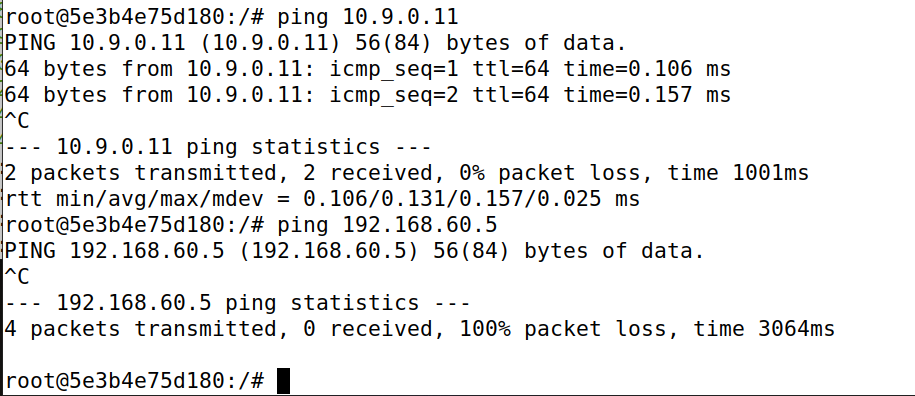 root@5e3b4e75d180:/# ping 10.9.0.11
PING 10.9.0.11 (10.9.0.11) 56(84) bytes of data.
64 bytes from 10.9.0.11: icmp_seq=1 ttl=64 time=0.106 ms
64 bytes from 10.9.0.11: icmp_seq=2 ttl=64 time=0.157 ms
^C
--- 10.9.0.11 ping statistics ---
2 packets transmitted, 2 received, 0% packet loss, time 1001ms
rtt min/avg/max/mdev = 0.106/0.131/0.157/0.025 ms
root@5e3b4e75d180:/# ping 192.168.60.5
PING 192.168.60.5 (192.168.60.5) 56(84) bytes of data.
^C
--- 192.168.60.5 ping statistics ---
4 packets transmitted, 0 received, 100% packet loss, time 3064ms

root@5e3b4e75d180:/#